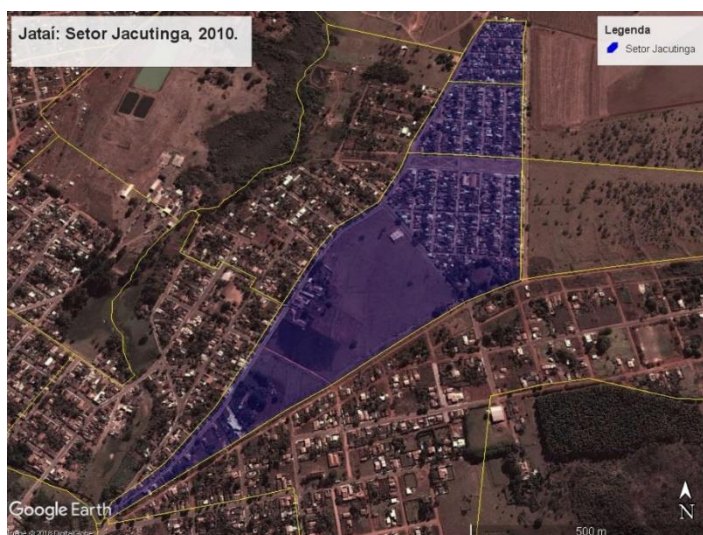 Jataí: Setor Jacutinga, 2010.
Legenda
Setor Jacutinga
Google Earth
N
500 m